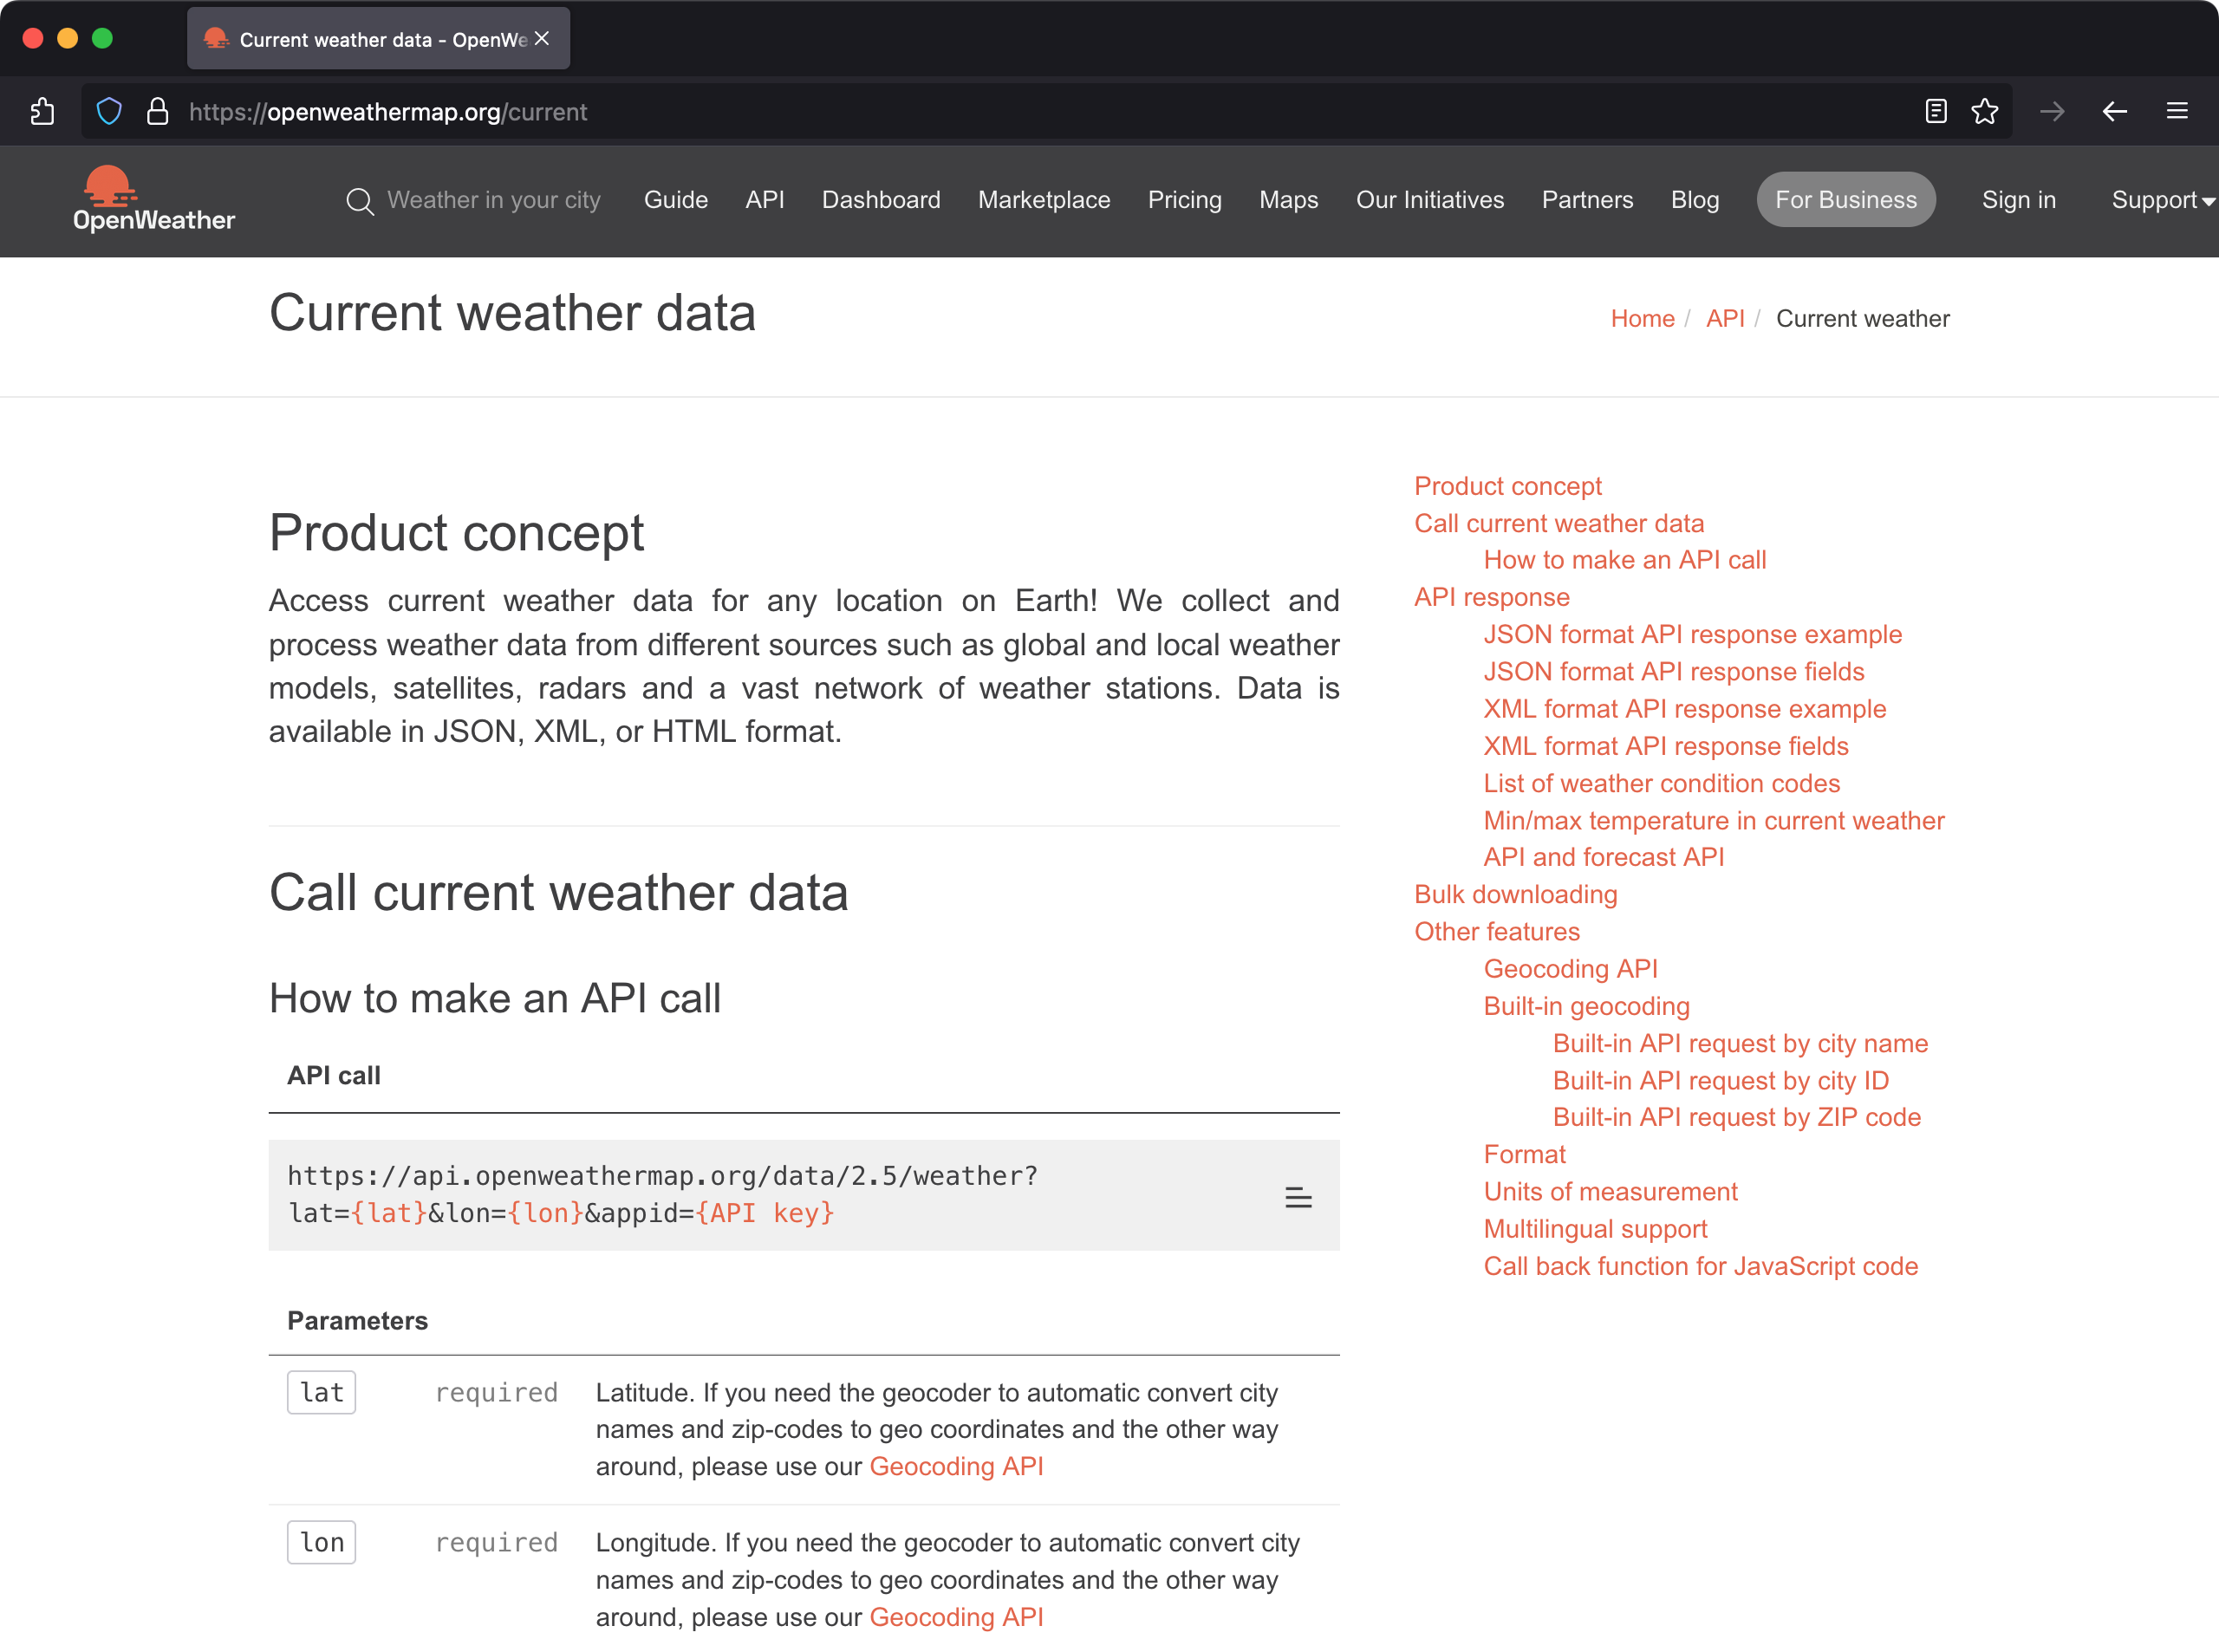 Current weather data - OpenWe
https://openweathermap.org/current
OpenWeather
Weather in your city
Guide
API
Dashboard
Marketplace
Pricing
Maps
Our Initiatives
Partners
Blog
For Business
Sign in
Support
Current weather data
Home / API / Current weather
Product concept
Access current weather data for any location on Earth! We collect and
process weather data from different sources such as global and local weather
models, satellites, radars and a vast network of weather stations. Data is
available in JSON, XML, or HTML format.
Call current weather data
How to make an API call
API call
https://api.openweathermap.org/data/2.5/weather?
lat={lat}&lon={lon}&appid={API key}
Parameters
lat required Latitude. If you need the geocoder to automatic convert city
names and zip-codes to geo coordinates and the other way
around, please use our Geocoding API
lon required Longitude. If you need the geocoder to automatic convert city
names and zip-codes to geo coordinates and the other way
around, please use our Geocoding API
Product concept
Call current weather data
How to make an API call
API response
JSON format API response example
JSON format API response fields
XML format API response example
XML format API response fields
List of weather condition codes
Min/max temperature in current weather
API and forecast API
Bulk downloading
Other features
Geocoding API
Built-in geocoding
Built-in API request by city name
Built-in API request by city ID
Built-in API request by ZIP code
Format
Units of measurement
Multilingual support
Call back function for JavaScript code